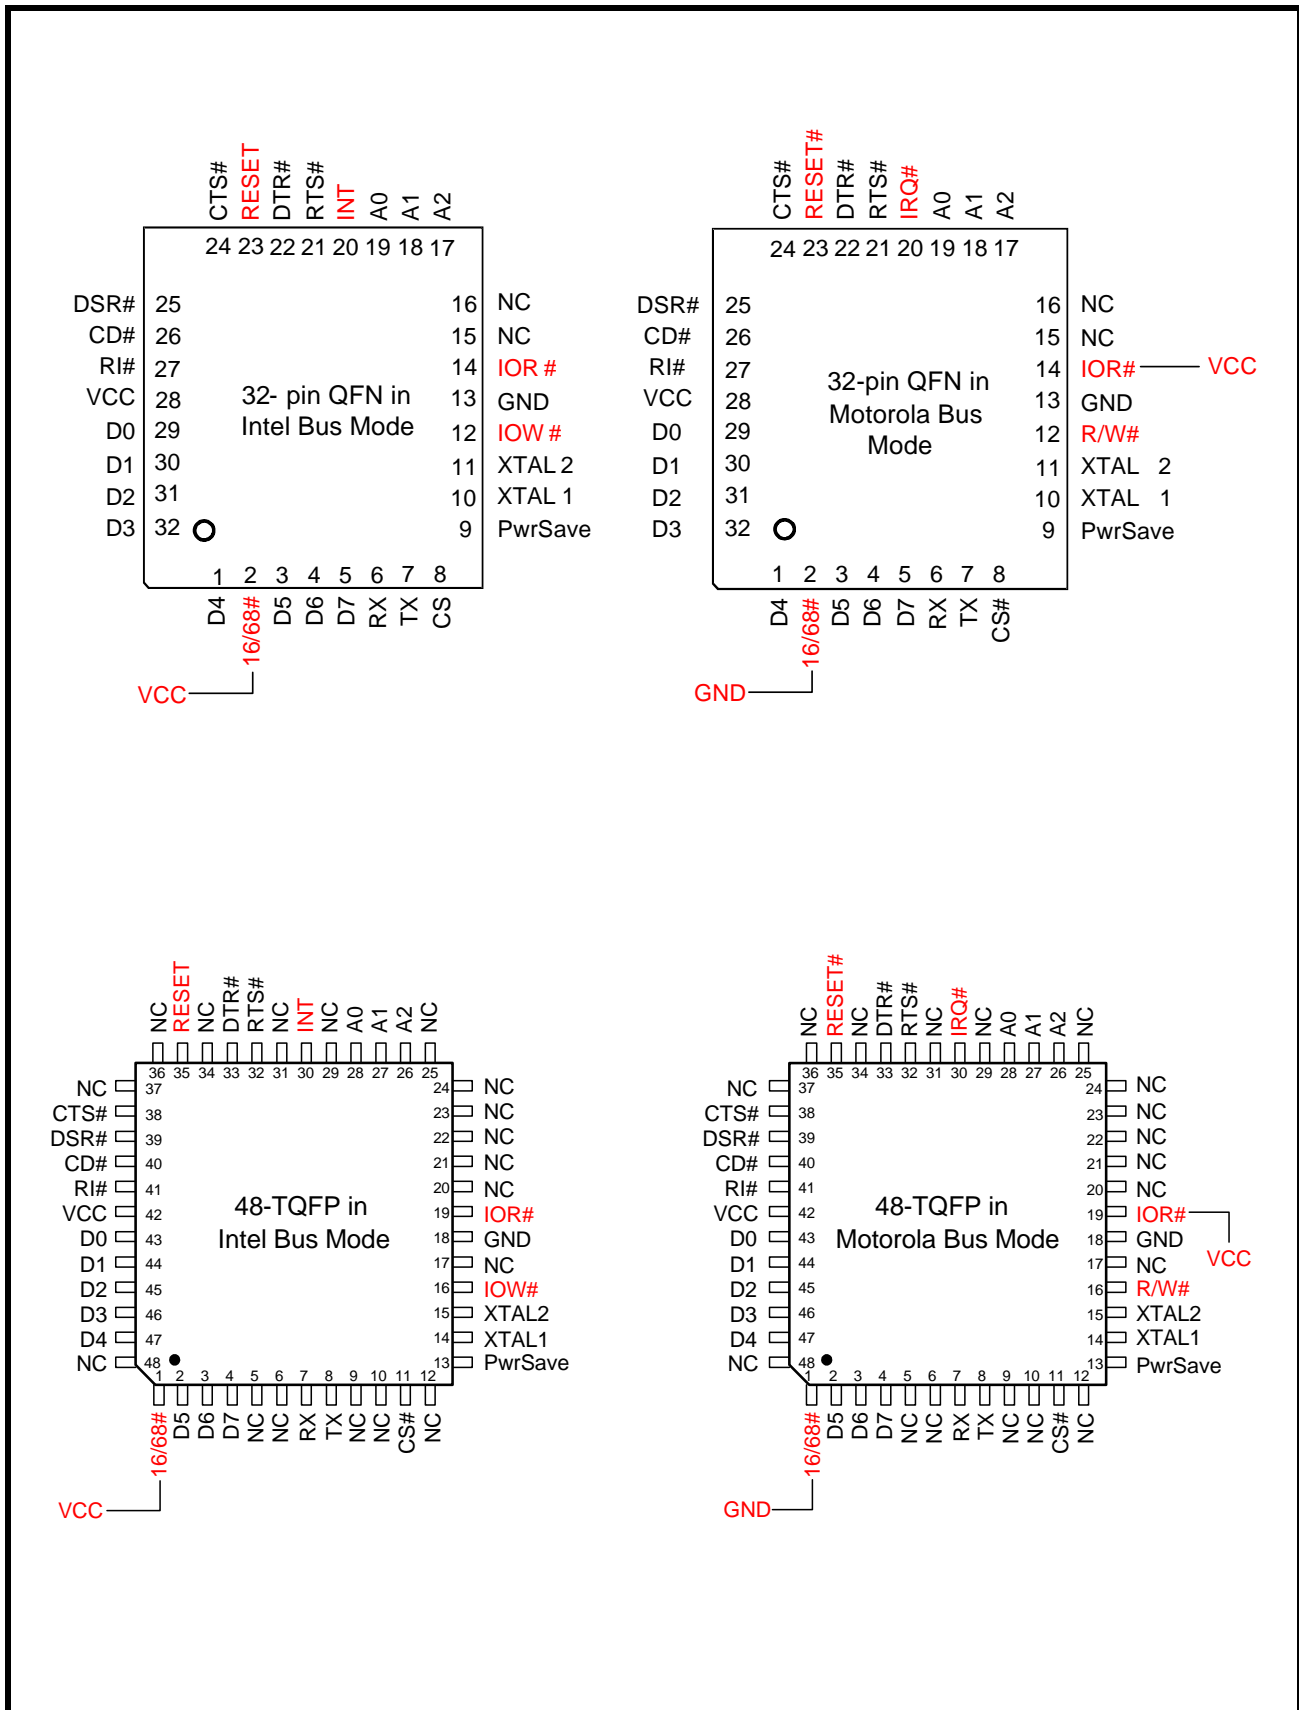 CTS# RESET DTR# RTS# INT A0 A1 A2
24 23 22 21 20 19 18 17
DSR# 25 16 NC
CD# 26 15 NC
RI# 27 14 IOR #
VCC 28 13 GND
D0 29 12 IOW #
D1 30 11 XTAL 2
D2 31 10 XTAL 1
D3 32 9 PwrSave
32- pin QFN in
Intel Bus Mode
1 2 3 4 5 6 7 8
D4 16/68# D5 D6 D7 RX TX CS
VCC
CTS# RESET# DTR# RTS# IRQ# A0 A1 A2
24 23 22 21 20 19 18 17
DSR# 25 16 NC
CD# 26 15 NC
RI# 27 14 IOR# VCC
VCC 28 13 GND
D0 29 12 R/W#
D1 30 11 XTAL 2
D2 31 10 XTAL 1
D3 32 9 PwrSave
32-pin QFN in
Motorola Bus
Mode
1 2 3 4 5 6 7 8
D4 16/68# D5 D6 D7 RX TX CS#
GND
NC RESET NC DTR# RTS# NC INT NC A0 A1 A2 NC
36 35 34 33 32 31 30 29 28 27 26 25
NC 37 24 NC
CTS# 38 23 NC
DSR# 39 22 NC
CD# 40 21 NC
RI# 41 20 NC
VCC 42 19 IOR#
D0 43 18 GND
D1 44 17 NC
D2 45 16 IOW#
D3 46 15 XTAL2
D4 47 14 XTAL1
NC 48 13 PwrSave
48-TQFP in
Intel Bus Mode
1 2 3 4 5 6 7 8 9 10 11 12
16/68# D5 D6 D7 NC NC RX TX NC NC CS# NC
VCC
NC RESET# NC DTR# RTS# NC IRQ# NC A0 A1 A2 NC
36 35 34 33 32 31 30 29 28 27 26 25
NC 37 24 NC
CTS# 38 23 NC
DSR# 39 22 NC
CD# 40 21 NC
RI# 41 20 NC
VCC 42 19 IOR#
D0 43 18 GND
VCC
D1 44 17 NC
D2 45 16 R/W#
D3 46 15 XTAL2
D4 47 14 XTAL1
NC 48 13 PwrSave
48-TQFP in
Motorola Bus Mode
1 2 3 4 5 6 7 8 9 10 11 12
16/68# D5 D6 D7 NC NC RX TX NC NC CS# NC
GND